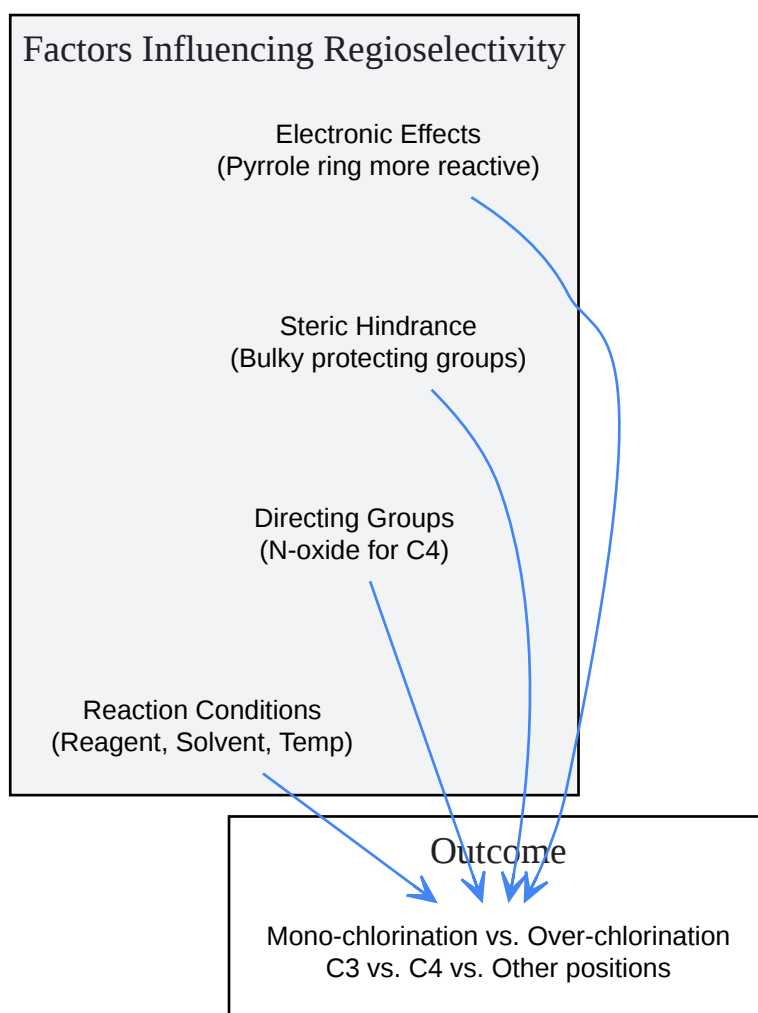 Factors Influencing Regioselectivity
Electronic Effects
(Pyrrole ring more reactive)
Steric Hindrance
(Bulky protecting groups)
Directing Groups
(N-oxide for C4)
Reaction Conditions
(Reagent, Solvent, Temp)
Outcome
Mono-chlorination vs. Over-chlorination
C3 vs. C4 vs. Other positions